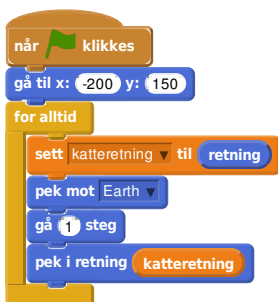 når klikkes
gå til x: -200 y: 150
for alltid
sett katteretning til retning
pek mot Earth
gå 1 steg
pek i retning katteretning